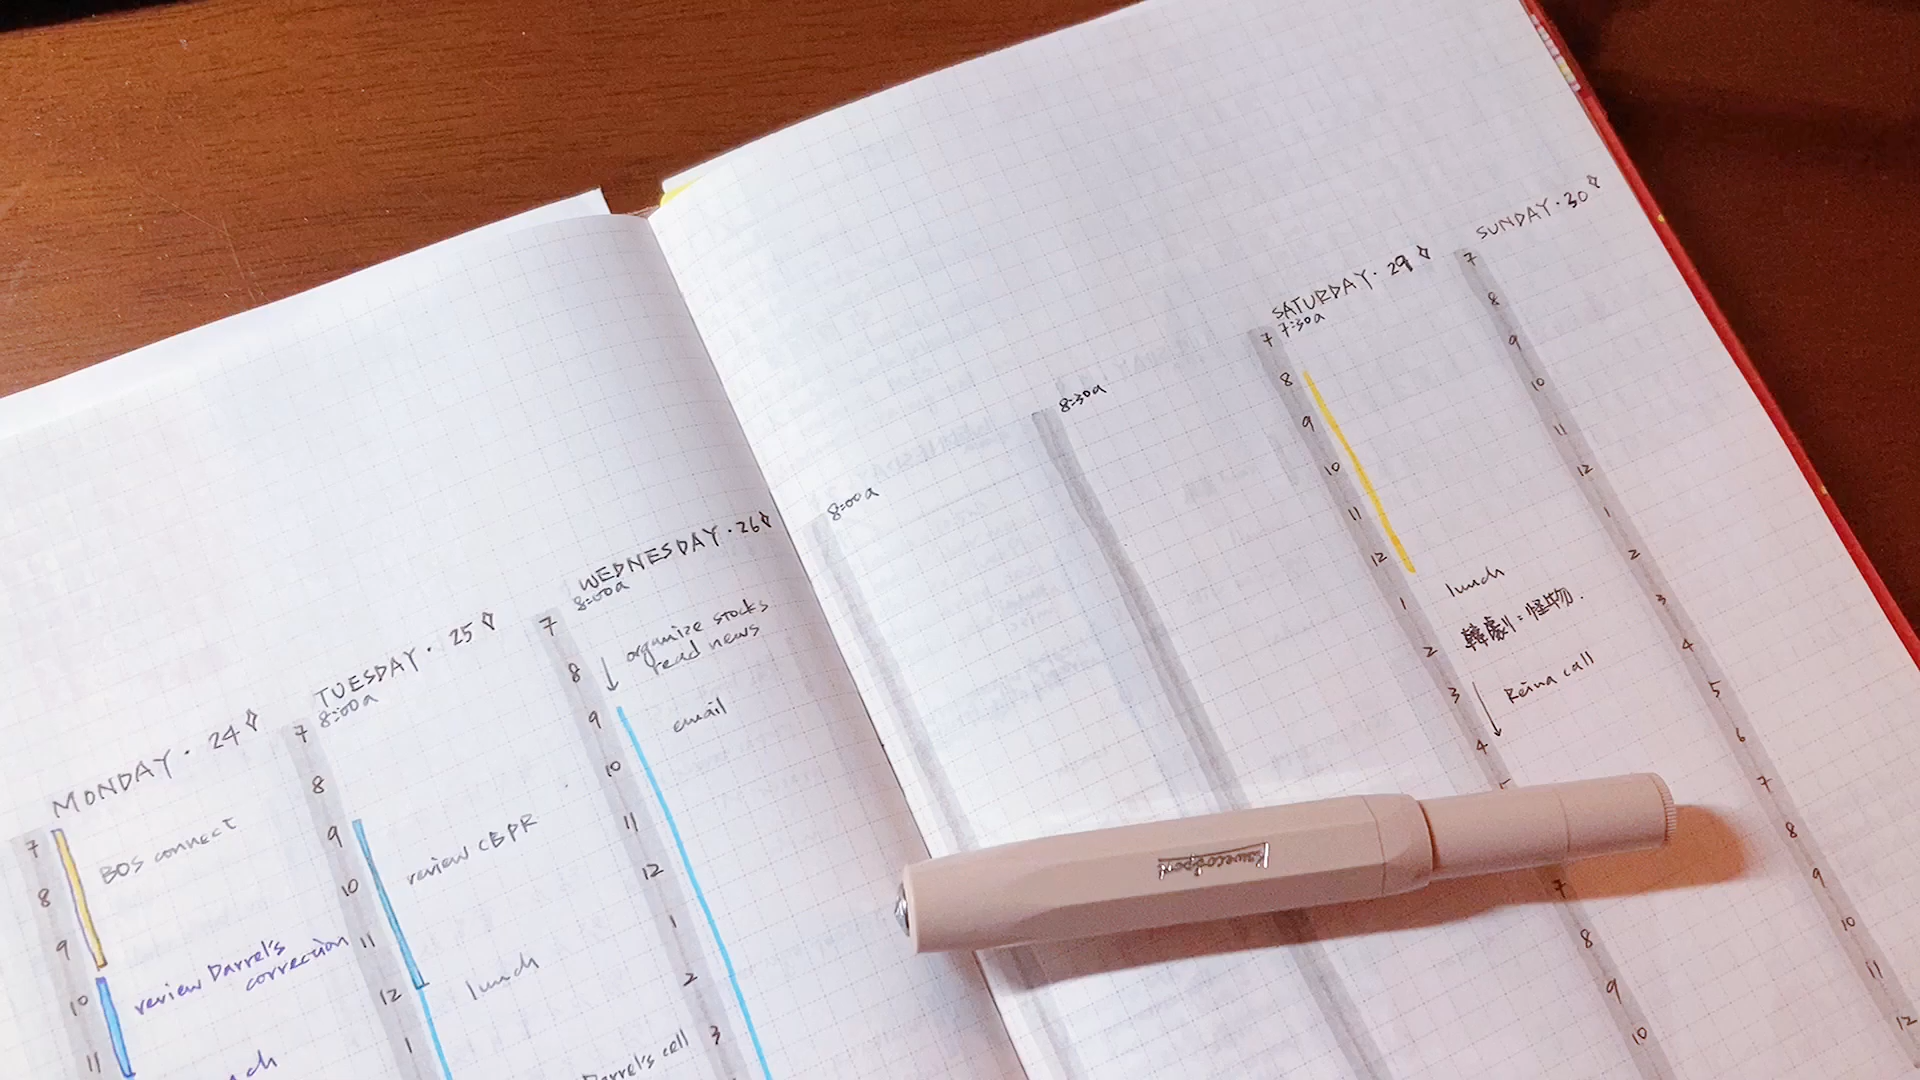 MONDAY · 24
7
8
9
10
11
BOS connect
review Darrel's
correction
TUESDAY · 25
8:00a
7
8
9
10
11
12
1
review CBPR
lunch
WEDNESDAY · 26
8:00a
7
8
9
10
11
12
1
2
3
organize stocks
read news
email
Darrel's cell
8:00a
8:30a
SATURDAY · 29
7:30a
7
8
9
10
11
12
1
2
3
4
5
7
8
9
10
lunch
韓劇:怪物.
Reina call
SUNDAY · 30
7
8
9
10
11
12
1
2
3
4
5
6
7
8
9
10
11
12
Kaweco Sport